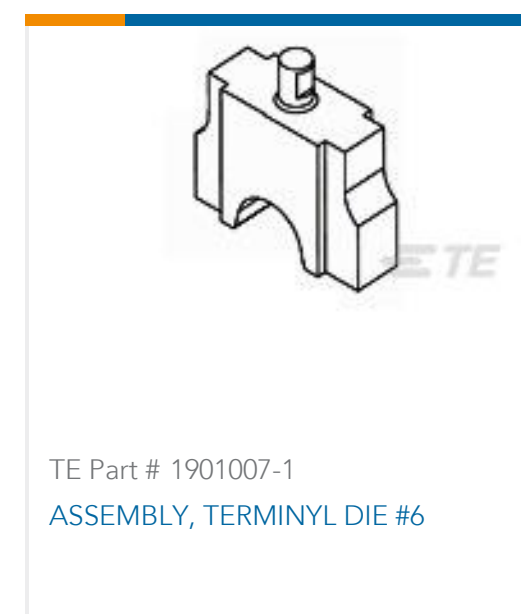 TE
TE Part # 1901007-1
ASSEMBLY, TERMINYL DIE #6